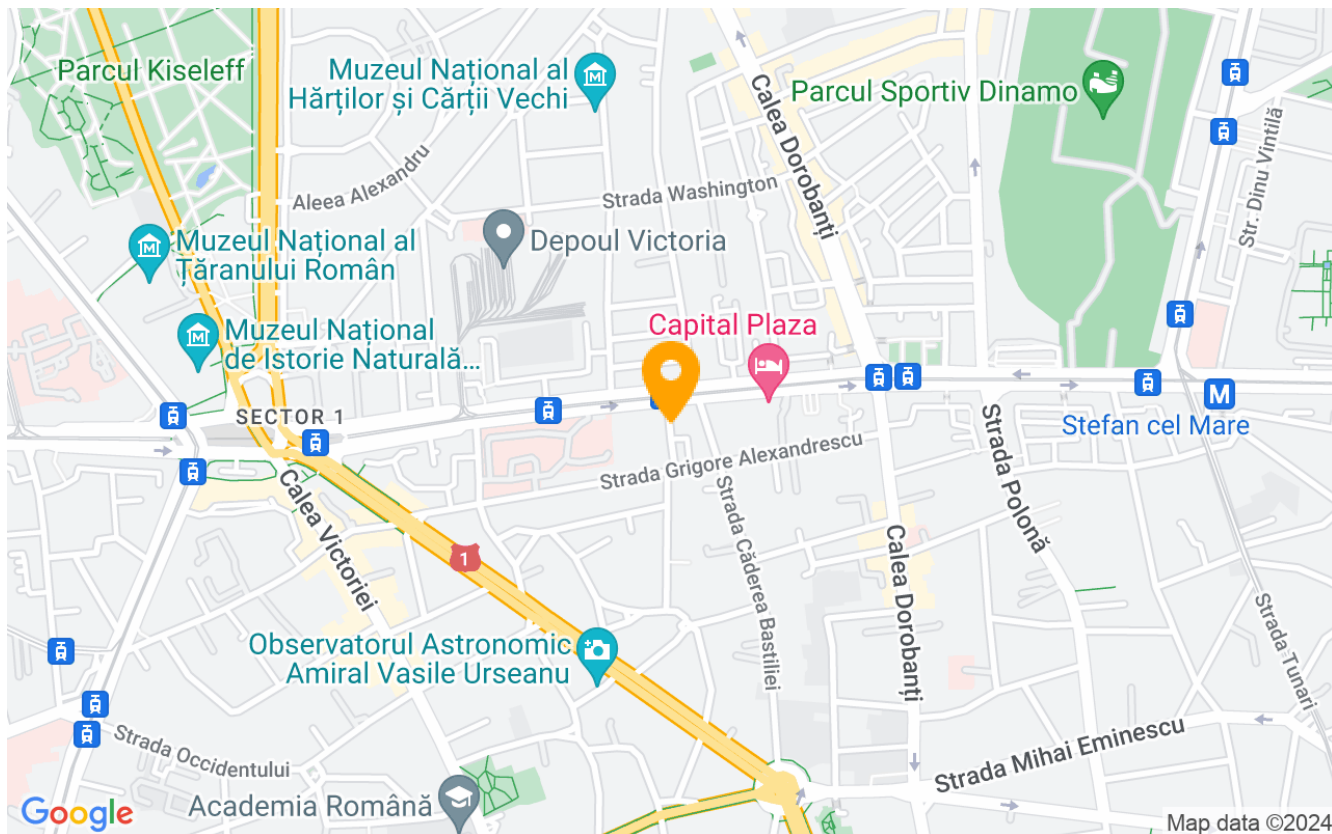 Parcul Kiseleff
Muzeul Național al
Hărților și Cărții Vechi
Calea Dorobanți
Parcul Sportiv Dinamo
Str. Dinu Vintilă
Aleea Alexandru
Strada Washington
Muzeul Național al
Țăranului Român
Depoul Victoria
Muzeul Național
de Istorie Naturală...
Capital Plaza
SECTOR 1
M
Stefan cel Mare
Strada Grigore Alexandrescu
Strada Polonă
Calea Victoriei
Strada Căderea Bastiliei
Calea Dorobanți
1
Observatorul Astronomic
Amiral Vasile Urseanu
Strada Tunari
Strada Occidentului
Strada Mihai Eminescu
Academia Română
Google
Map data ©2024